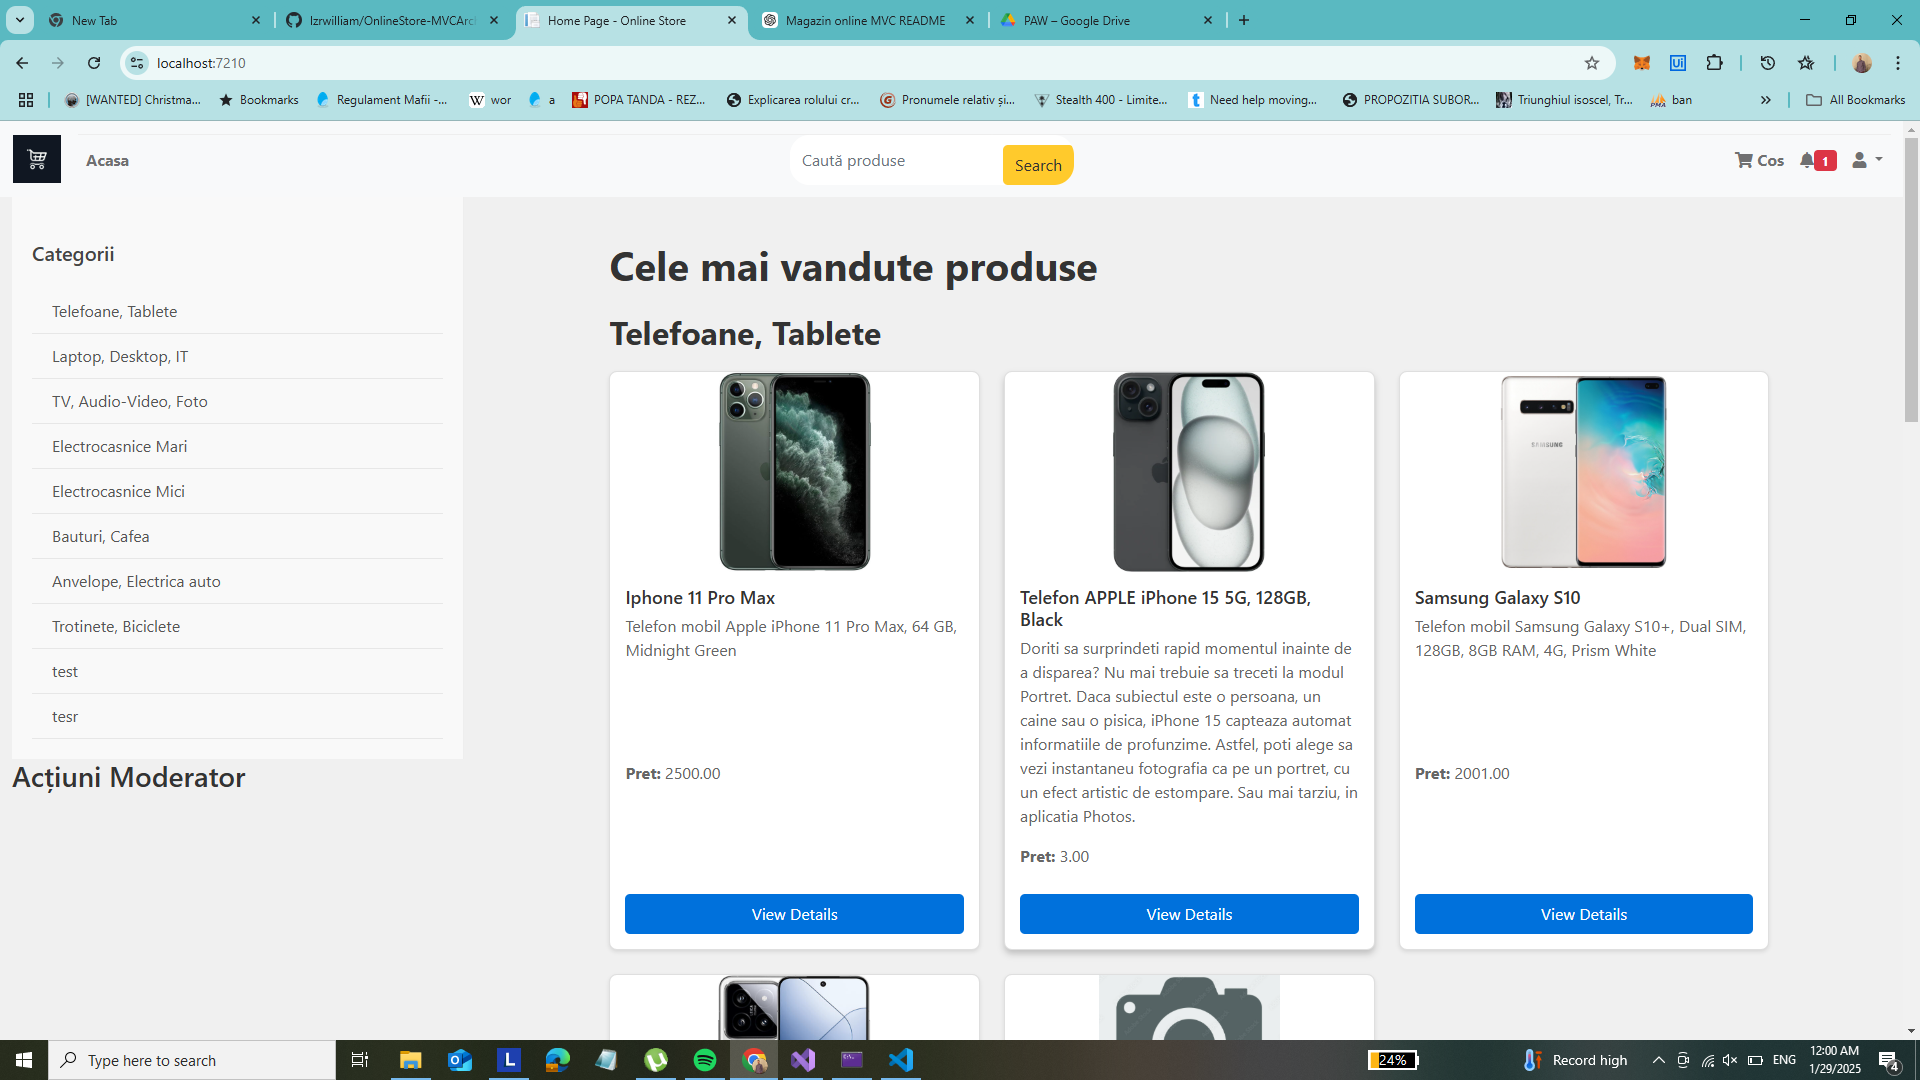 New Tab
Izrwilliam/OnlineStore-MVCArc
Home Page - Online Store
Magazin online MVC README
PAW – Google Drive
localhost:7210
[WANTED] Christma...
Bookmarks
Regulament Mafii -...
wor
a
POPA TANDA - REZ...
Explicarea rolului cr...
Pronumele relativ și...
Stealth 400 - Limite...
Need help moving...
PROPOZITIA SUBOR...
Triunghiul isoscel, Tr...
ban
All Bookmarks
Acasa
Caută produse
Search
Cos
1
Categorii
Telefoane, Tablete
Laptop, Desktop, IT
TV, Audio-Video, Foto
Electrocasnice Mari
Electrocasnice Mici
Bauturi, Cafea
Anvelope, Electrica auto
Trotinete, Biciclete
test
tesr
Acțiuni Moderator
Cele mai vandute produse
Telefoane, Tablete
Iphone 11 Pro Max
Telefon mobil Apple iPhone 11 Pro Max, 64 GB,
Midnight Green
Pret: 2500.00
View Details
Telefon APPLE iPhone 15 5G, 128GB,
Black
Doriti sa surprindeti rapid momentul inainte de
a disparea? Nu mai trebuie sa treceti la modul
Portret. Daca subiectul este o persoana, un
caine sau o pisica, iPhone 15 capteaza automat
informatiile de profunzime. Astfel, poti alege sa
vezi instantaneu fotografia ca pe un portret, cu
un efect artistic de estompare. Sau mai tarziu, in
aplicatia Photos.
Pret: 3.00
View Details
SAMSUNG
Samsung Galaxy S10
Telefon mobil Samsung Galaxy S10+, Dual SIM,
128GB, 8GB RAM, 4G, Prism White
Pret: 2001.00
View Details
Type here to search
24%
Record high
ENG
12:00 AM
1/29/2025
4